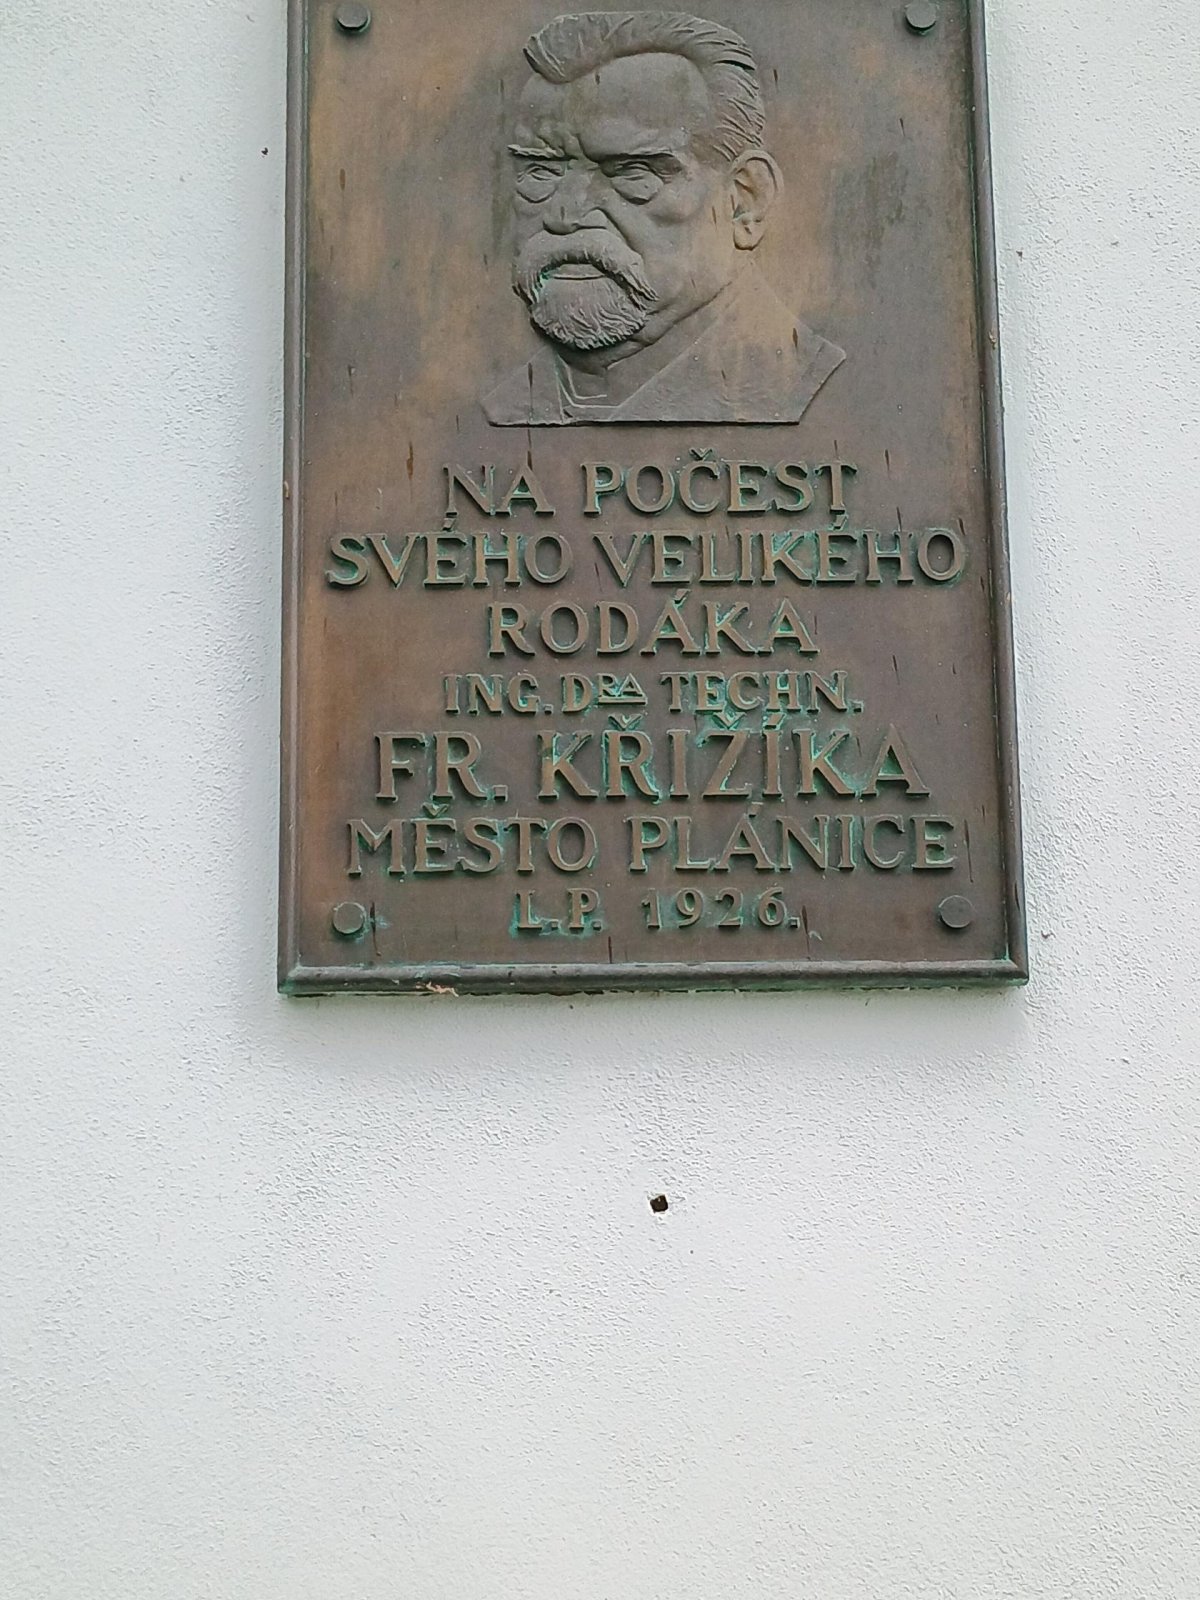 NA POČEST
SVÉHO VELIKÉHO
RODÁKA
ING. DRA TECHN.
FR. KŘIŽÍKA
MĚSTO PLÁNICE
L.P. 1926.